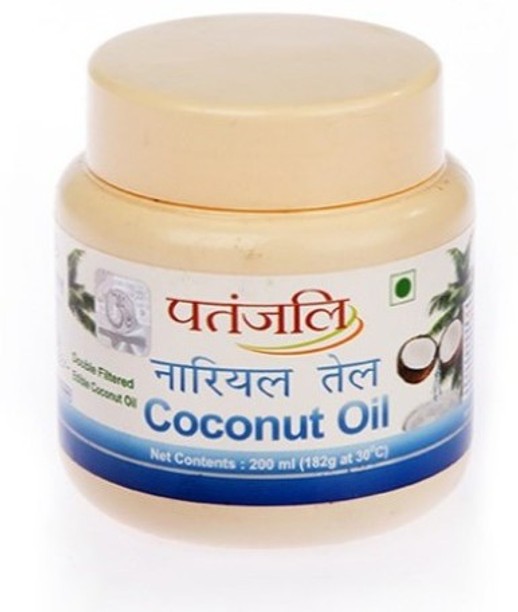 पतंजलि
नारियल तेल
Coconut Oil
Double Filtered
Edible Coconut Oil
Net Contents : 200 ml (182g at 30°C)